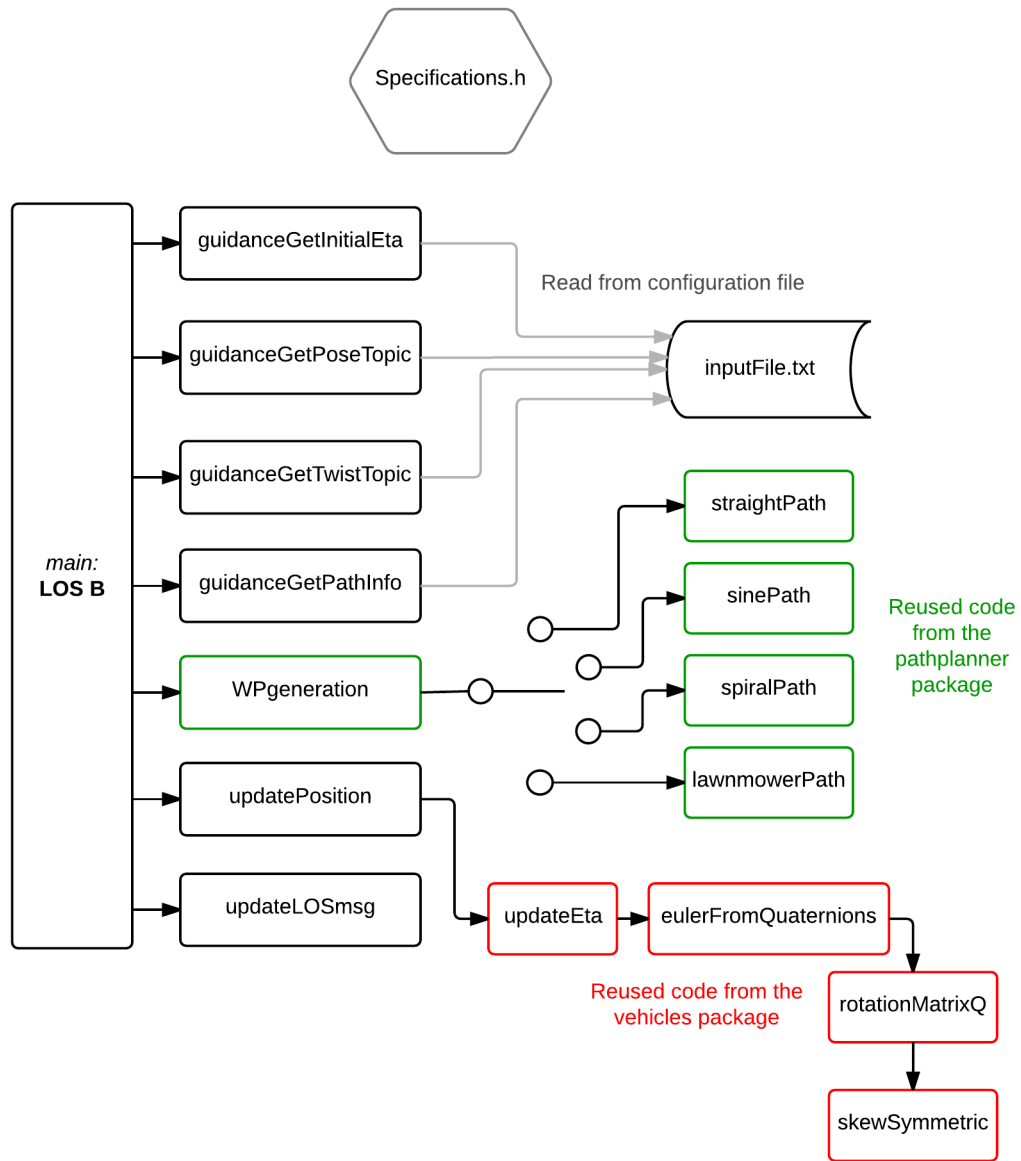 Specifications.h
guidanceGetInitialEta
Read from configuration file
guidanceGetPoseTopic
inputFile.txt
guidanceGetTwistTopic
straightPath
main:
LOS B
guidanceGetPathInfo
sinePath
Reused code
from the
pathplanner
package
WPgeneration
spiralPath
updatePosition
lawnmowerPath
updateLOSmsg
updateEta
eulerFromQuaternions
Reused code from the
vehicles package
rotationMatrixQ
skewSymmetric